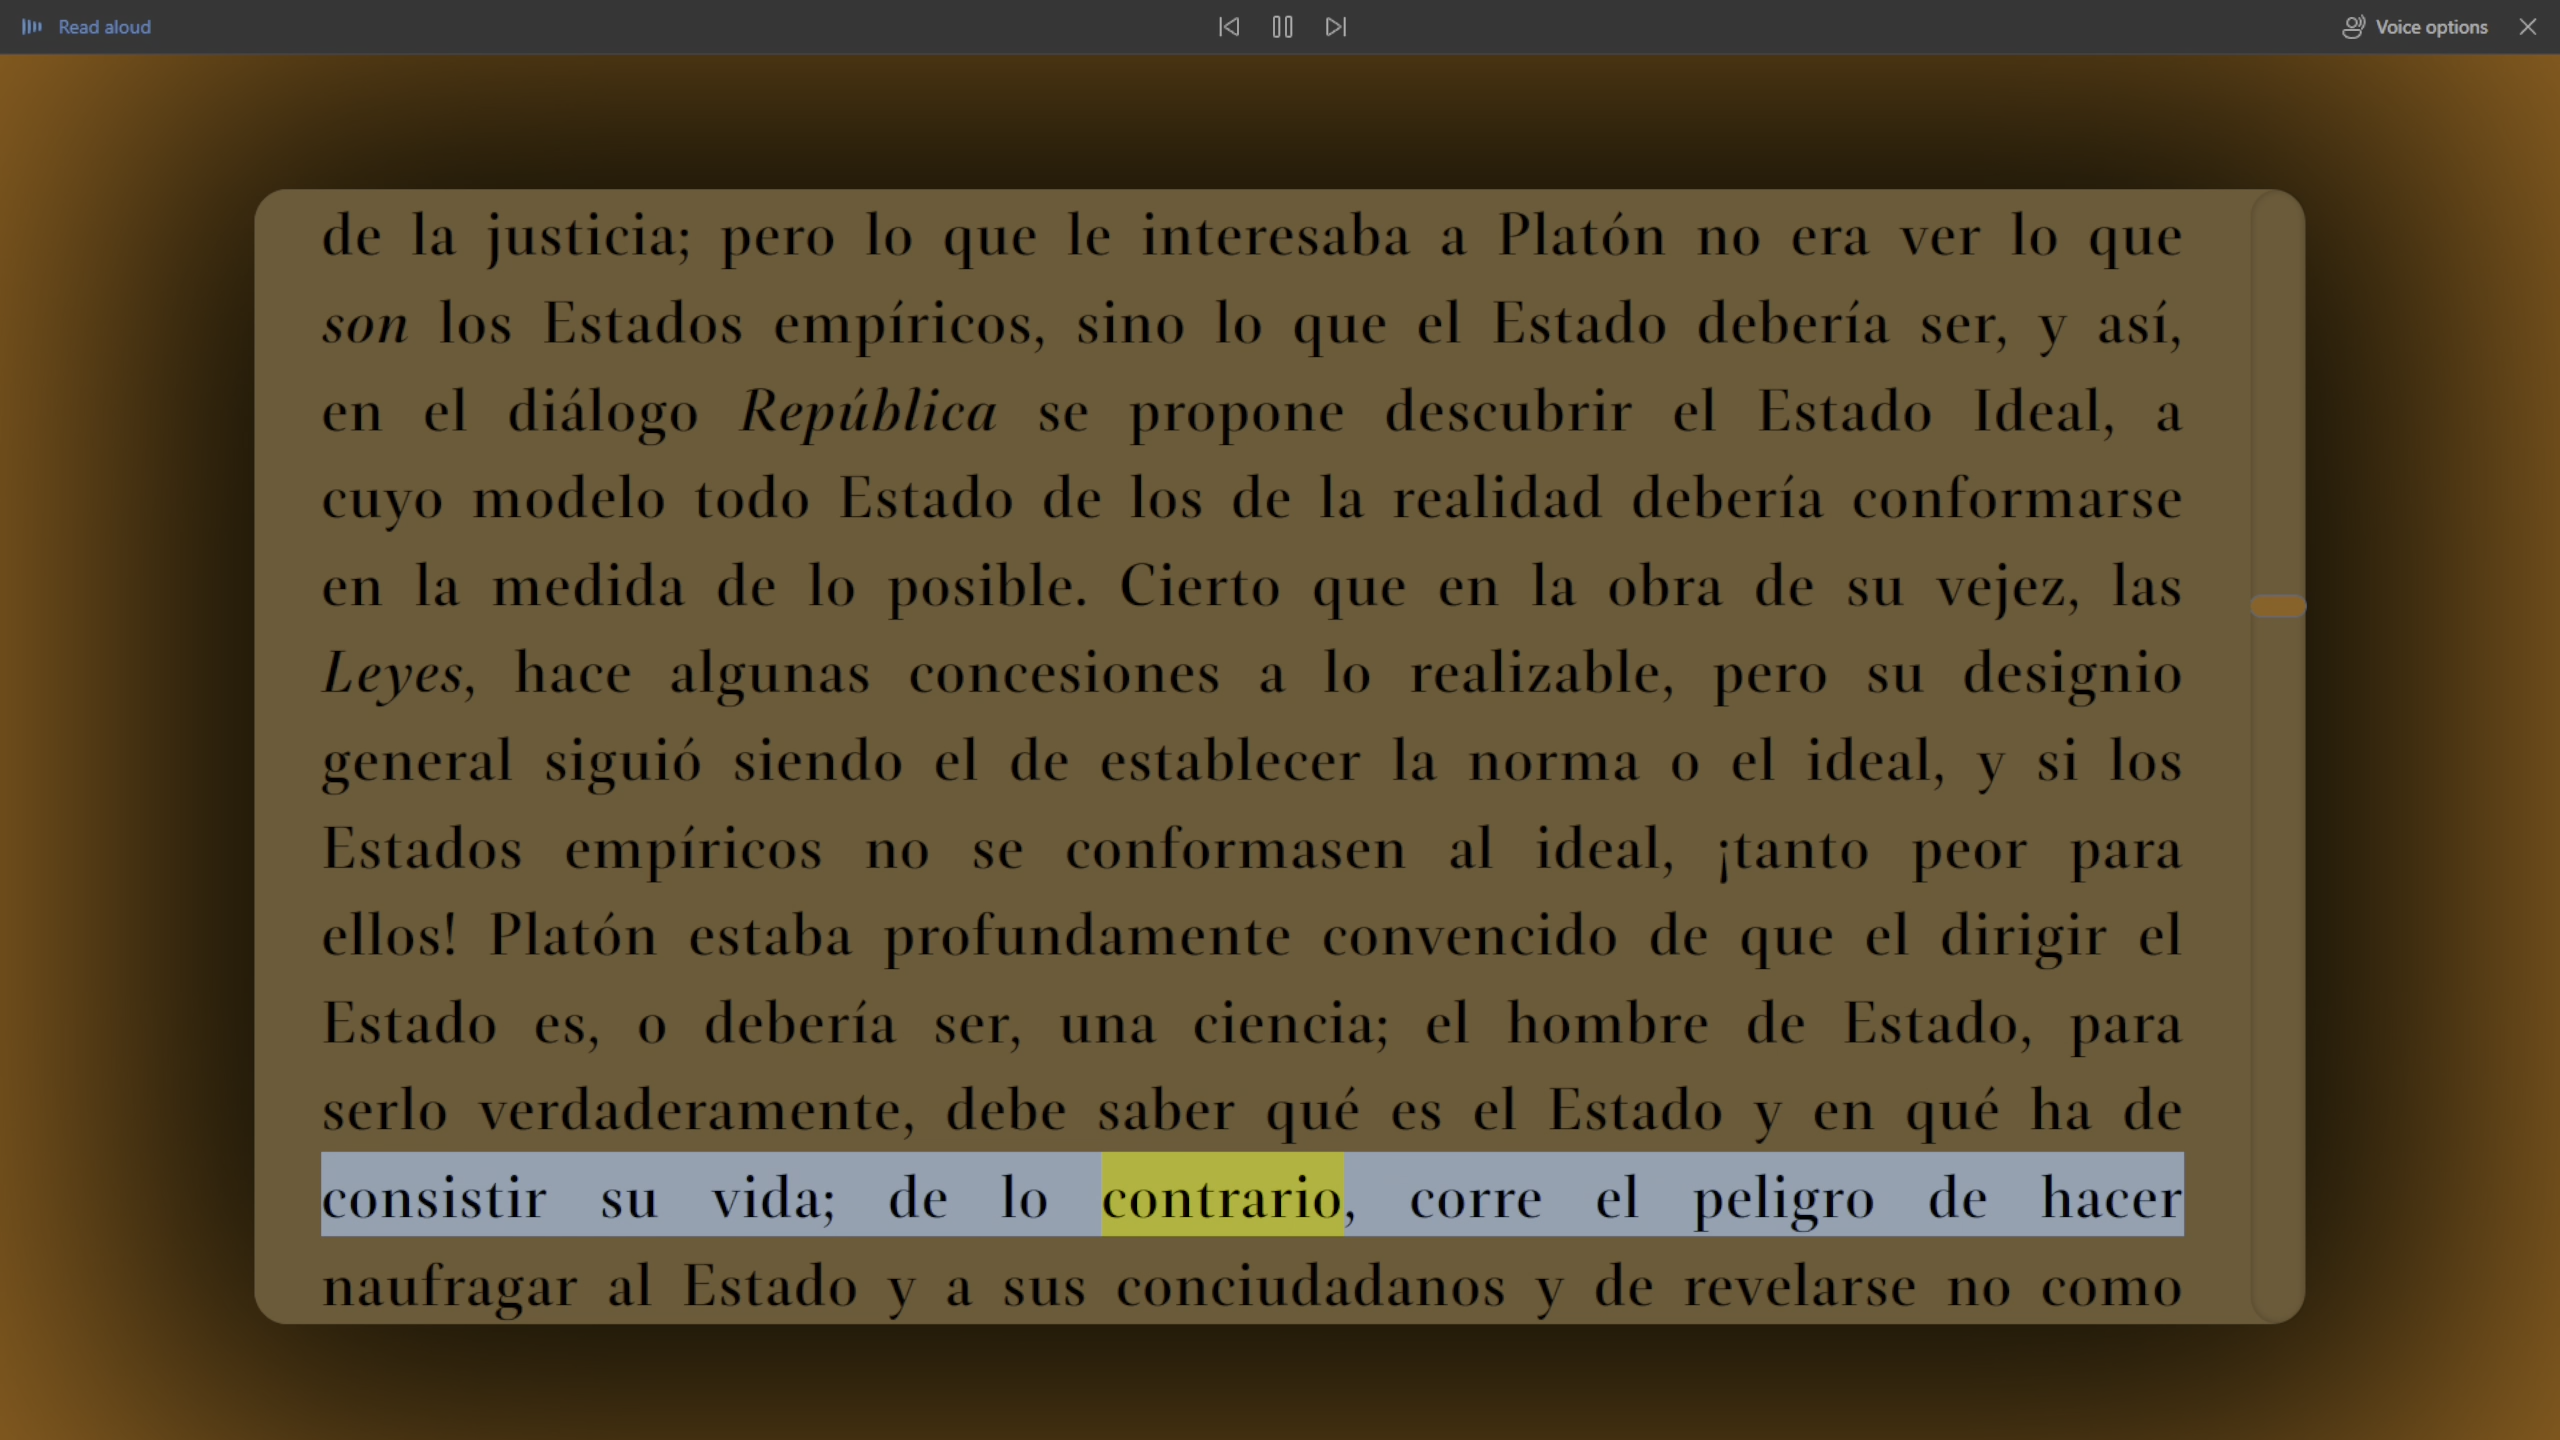 Read aloud
Voice options
de la justicia; pero lo que le interesaba a Platón no era ver lo que
son los Estados empíricos, sino lo que el Estado debería ser, y así,
en el diálogo República se propone descubrir el Estado Ideal, a
cuyo modelo todo Estado de los de la realidad debería conformarse
en la medida de lo posible. Cierto que en la obra de su vejez, las
Leyes, hace algunas concesiones a lo realizable, pero su designio
general siguió siendo el de establecer la norma o el ideal, y si los
Estados empíricos no se conformasen al ideal, ¡tanto peor para
ellos! Platón estaba profundamente convencido de que el dirigir el
Estado es, o debería ser, una ciencia; el hombre de Estado, para
serlo verdaderamente, debe saber qué es el Estado y en qué ha de
consistir su vida; de lo contrario, corre el peligro de hacer
naufragar al Estado y a sus conciudadanos y de revelarse no como